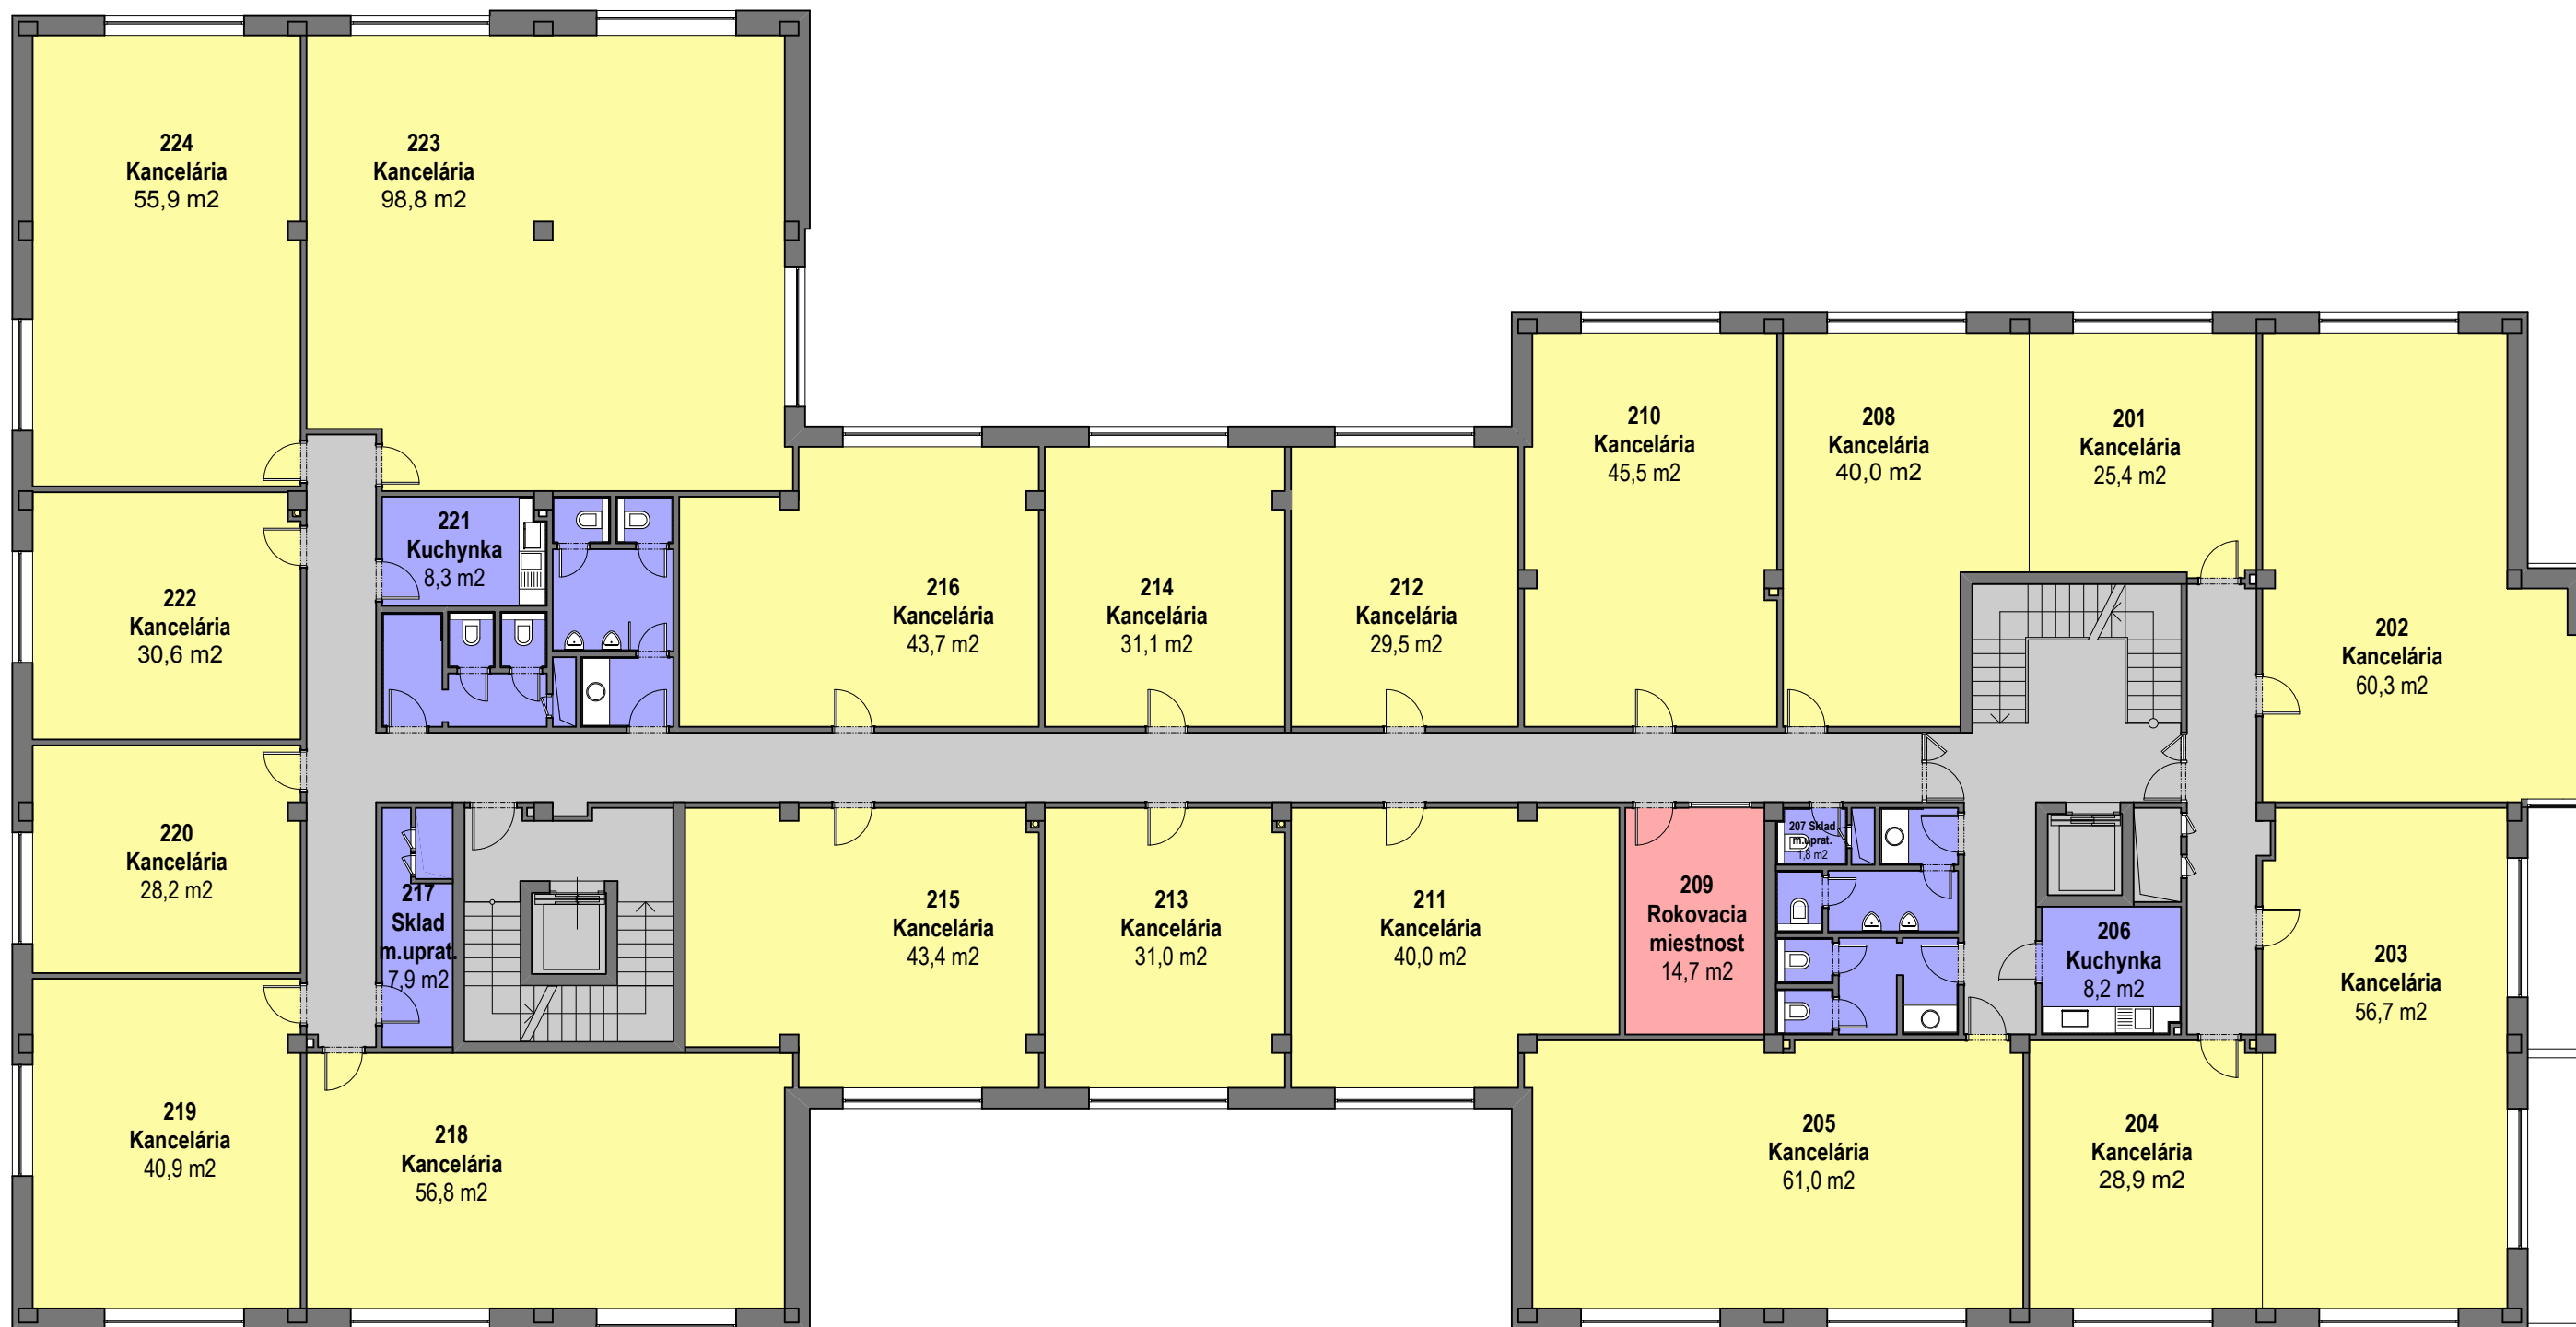 224
Kancelária
55,9 m2
223
Kancelária
98,8 m2
210
Kancelária
45,5 m2
208
Kancelária
40,0 m2
201
Kancelária
25,4 m2
221
Kuchynka
8,3 m2
222
Kancelária
30,6 m2
216
Kancelária
43,7 m2
214
Kancelária
31,1 m2
212
Kancelária
29,5 m2
202
Kancelária
60,3 m2
220
Kancelária
28,2 m2
217
Sklad
m.uprat.
7,9 m2
215
Kancelária
43,4 m2
213
Kancelária
31,0 m2
211
Kancelária
40,0 m2
209
Rokovacia
miestnost
14,7 m2
207 Sklad
m.uprat.
1,8 m2
206
Kuchynka
8,2 m2
203
Kancelária
56,7 m2
219
Kancelária
40,9 m2
218
Kancelária
56,8 m2
205
Kancelária
61,0 m2
204
Kancelária
28,9 m2